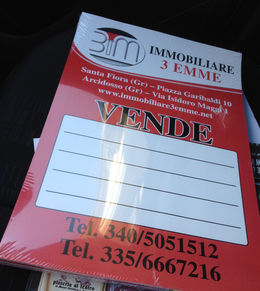 3M
IMMOBILIARE
3 EMME
Santa Fiora (Gr) – Piazza Garibaldi 10
Arcidosso (Gr) – Via Isidoro Maggi 1
www.immobiliare3emme.net
VENDE
Tel. 340/5051512
Tel. 335/6667216